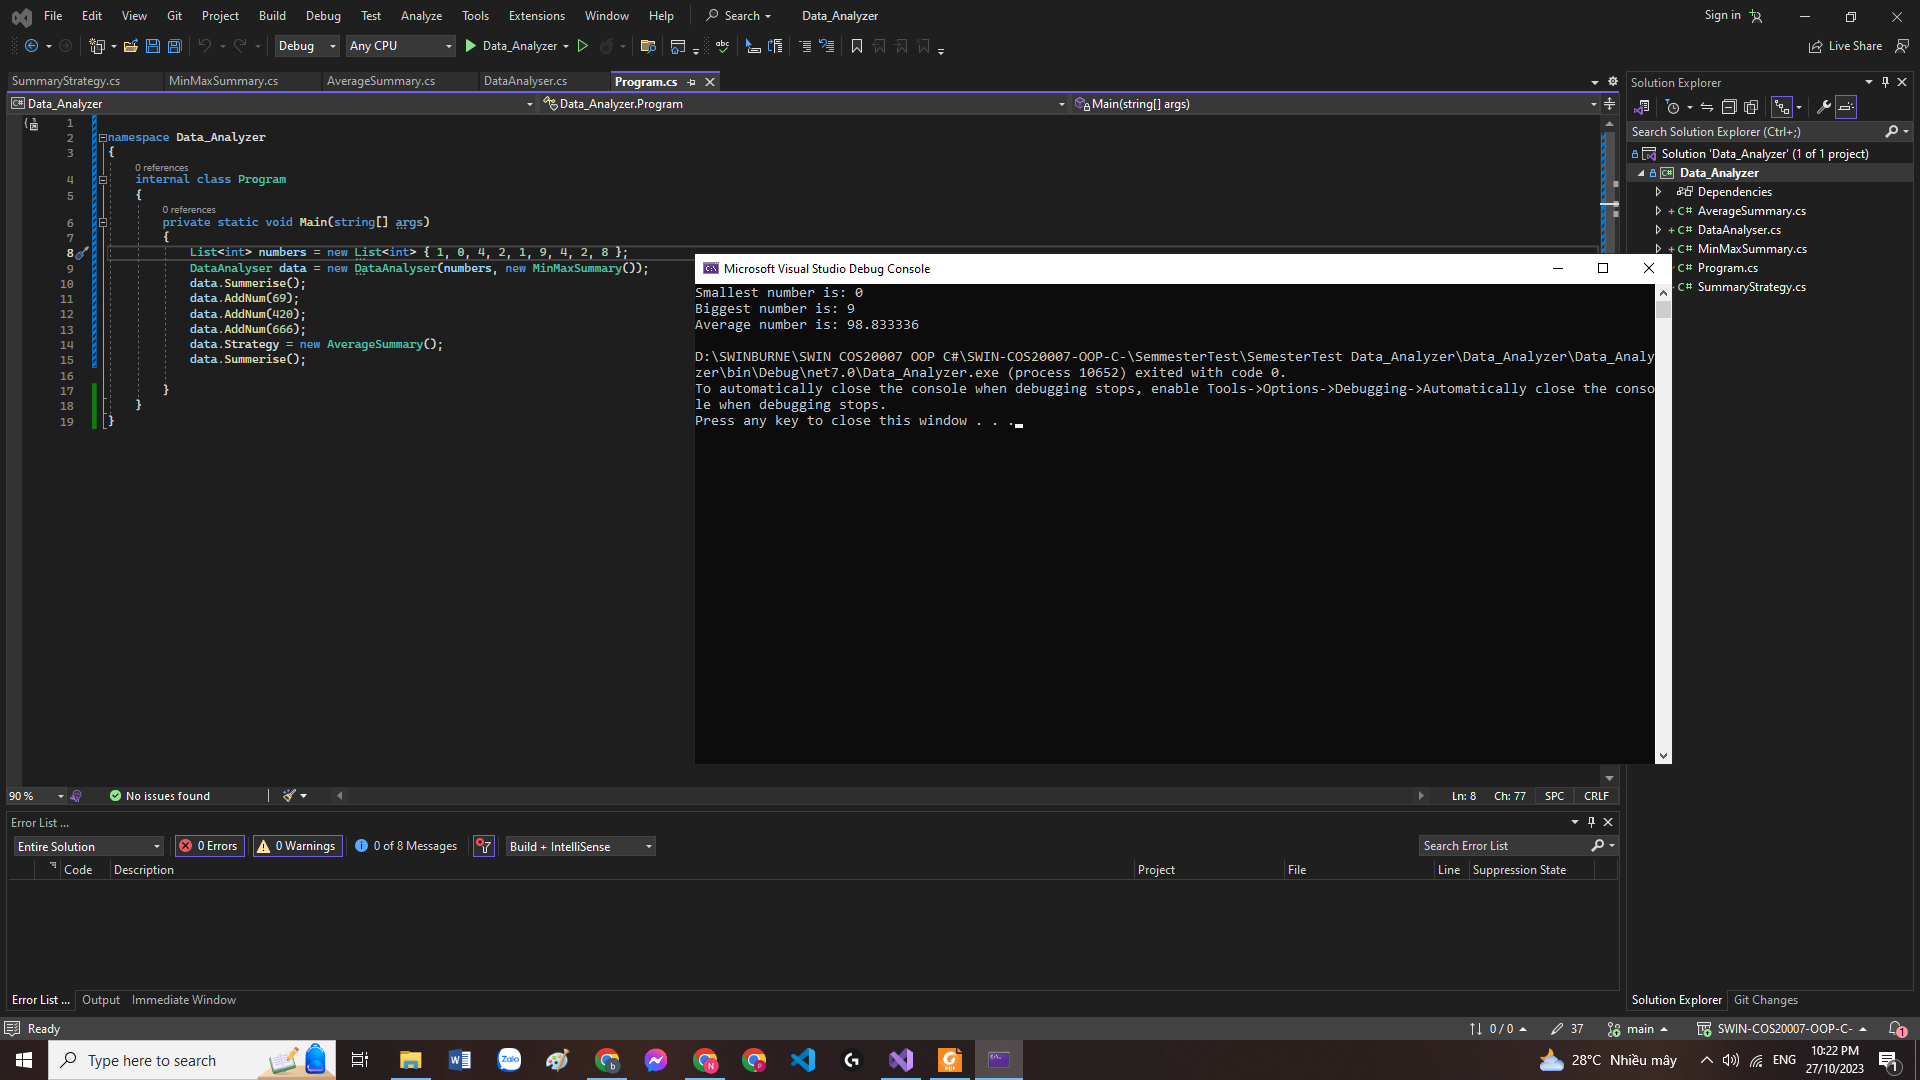 File Edit View Git Project Build Debug Test Analyze Tools Extensions Window Help Search Data_Analyzer Sign in
Debug Any CPU Data_Analyzer Live Share
SummaryStrategy.cs MinMaxSummary.cs AverageSummary.cs DataAnalyser.cs Program.cs
Data_Analyzer Data_Analyzer.Program Main(string[] args)
1
2 namespace Data_Analyzer
3 {
0 references
4 internal class Program
5 {
0 references
6 private static void Main(string[] args)
7 {
8 List<int> numbers = new List<int> { 1, 0, 4, 2, 1, 9, 4, 2, 8 };
9 DataAnalyser data = new DataAnalyser(numbers, new MinMaxSummary());
10 data.Summerise();
11 data.AddNum(69);
12 data.AddNum(420);
13 data.AddNum(666);
14 data.Strategy = new AverageSummary();
15 data.Summerise();
16
17 }
18 }
19 }
Microsoft Visual Studio Debug Console
Smallest number is: 0
Biggest number is: 9
Average number is: 98.833336
D:\SWINBURNE\SWIN COS20007 OOP C#\SWIN-COS20007-OOP-C-\SemmesterTest\SemesterTest Data_Analyzer\Data_Analyzer\Data_Analy
zer\bin\Debug\net7.0\Data_Analyzer.exe (process 10652) exited with code 0.
To automatically close the console when debugging stops, enable Tools->Options->Debugging->Automatically close the conso
le when debugging stops.
Press any key to close this window . . .
Solution Explorer
Search Solution Explorer (Ctrl+;)
Solution 'Data_Analyzer' (1 of 1 project)
C# Data_Analyzer
Dependencies
+ C# AverageSummary.cs
+ C# DataAnalyser.cs
+ C# MinMaxSummary.cs
C# Program.cs
C# SummaryStrategy.cs
90 % No issues found Ln: 8 Ch: 77 SPC CRLF
Error List ...
Entire Solution 0 Errors 0 Warnings 0 of 8 Messages Build + IntelliSense Search Error List
Code Description Project File Line Suppression State
Error List ... Output Immediate Window
Solution Explorer Git Changes
Ready 0 / 0 37 main SWIN-COS20007-OOP-C- 1
Type here to search Zalo 28°C Nhiều mây ENG 10:22 PM
27/10/2023 1